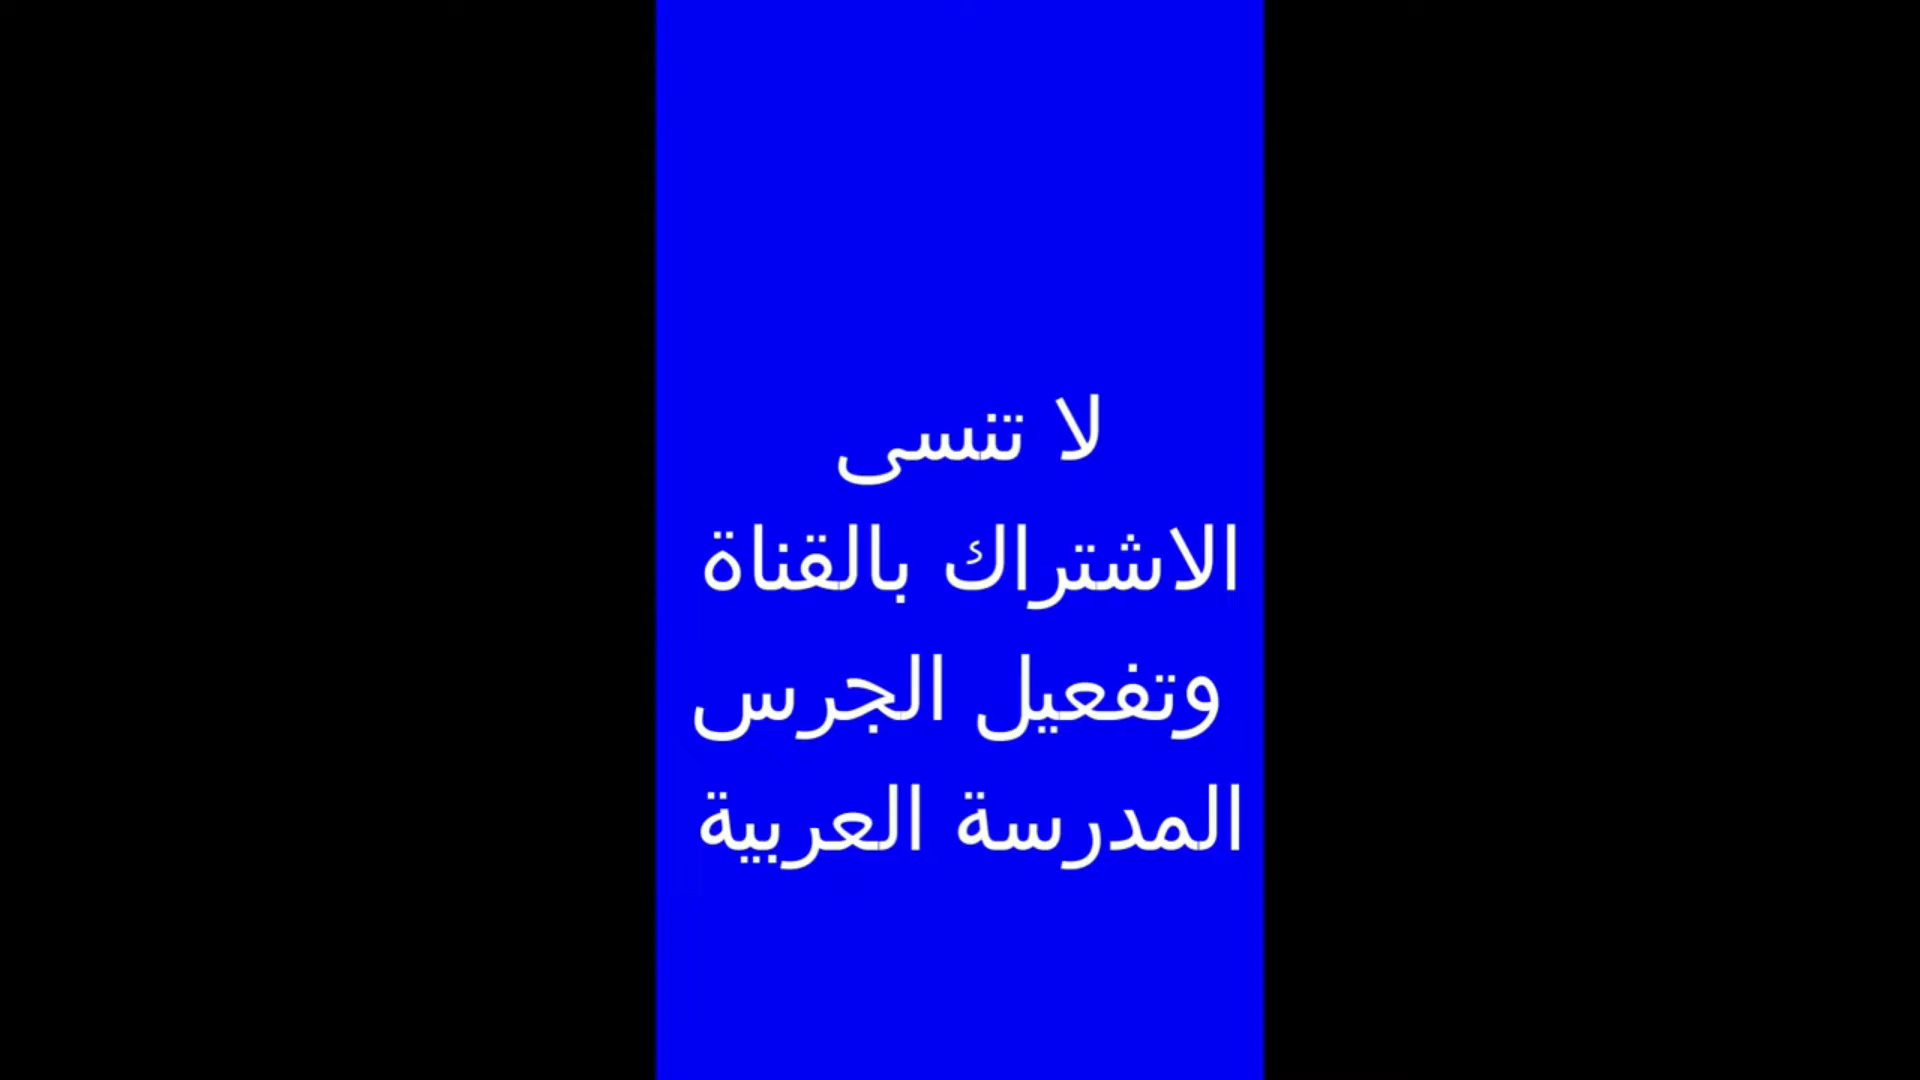 لا تنسى
الاشتراك بالقناة
وتفعيل الجرس
المدرسة العربية